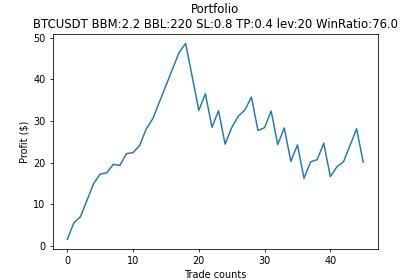 Portfolio
BTCUSDT BBM:2.2 BBL:220 SL:0.8 TP:0.4 lev:20 WinRatio:76.0
50
40
30
20
10
0
Profit ($)
0 10 20 30 40
Trade counts